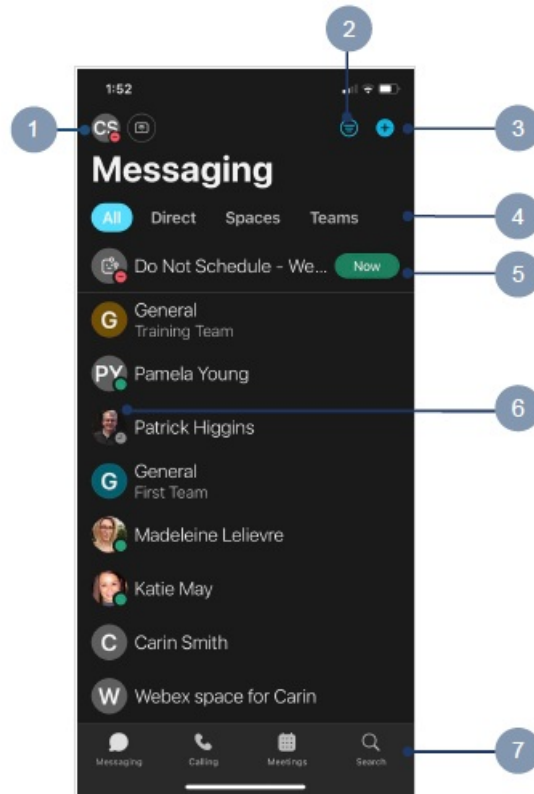 2
1:52
1
CS
3
Messaging
All Direct Spaces Teams
4
Do Not Schedule - We... Now
5
G General
Training Team
PY Pamela Young
6
Patrick Higgins
G General
First Team
Madeleine Lelievre
Katie May
C Carin Smith
W Webex space for Carin
Messaging Calling Meetings Search
7